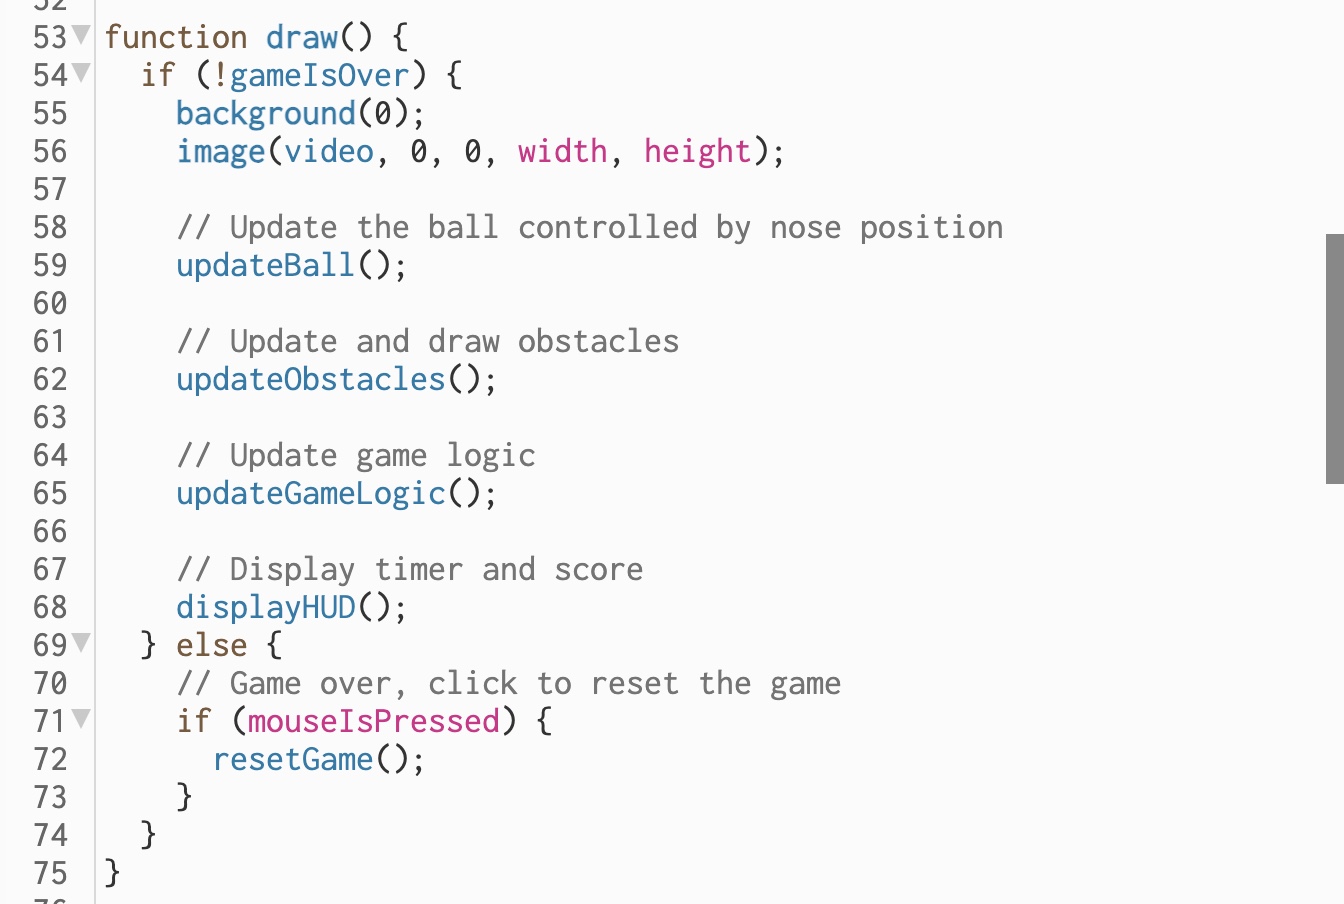 53 function draw() {
54 if (!gameIsOver) {
55 background(0);
56 image(video, 0, 0, width, height);
57
58 // Update the ball controlled by nose position
59 updateBall();
60
61 // Update and draw obstacles
62 updateObstacles();
63
64 // Update game logic
65 updateGameLogic();
66
67 // Display timer and score
68 displayHUD();
69 } else {
70 // Game over, click to reset the game
71 if (mouseIsPressed) {
72 resetGame();
73 }
74 }
75 }